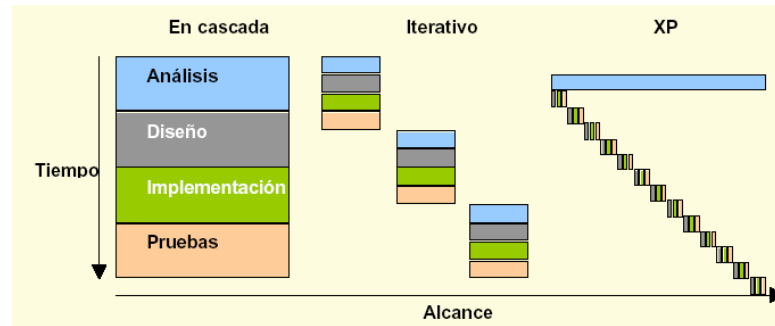 En cascada
Iterativo
XP
Análisis
Diseño
Tiempo
Implementación
Pruebas
Alcance